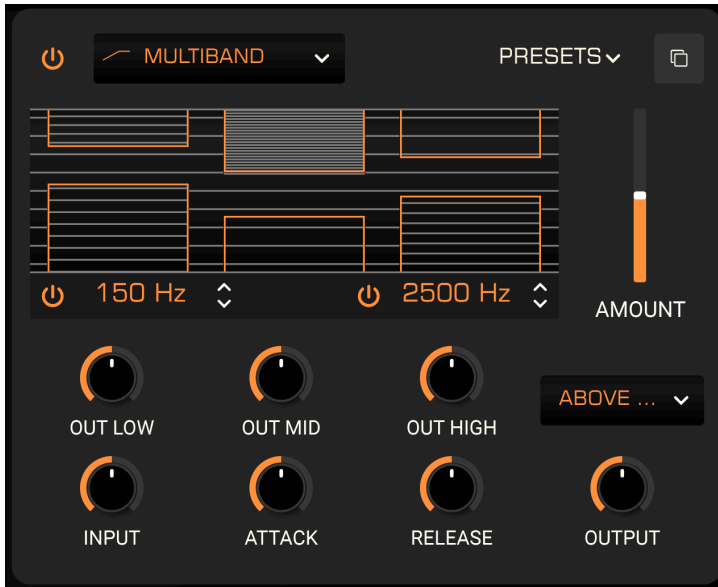 MULTIBAND
PRESETS
150 Hz
2500 Hz
AMOUNT
OUT LOW
OUT MID
OUT HIGH
ABOVE ...
INPUT
ATTACK
RELEASE
OUTPUT